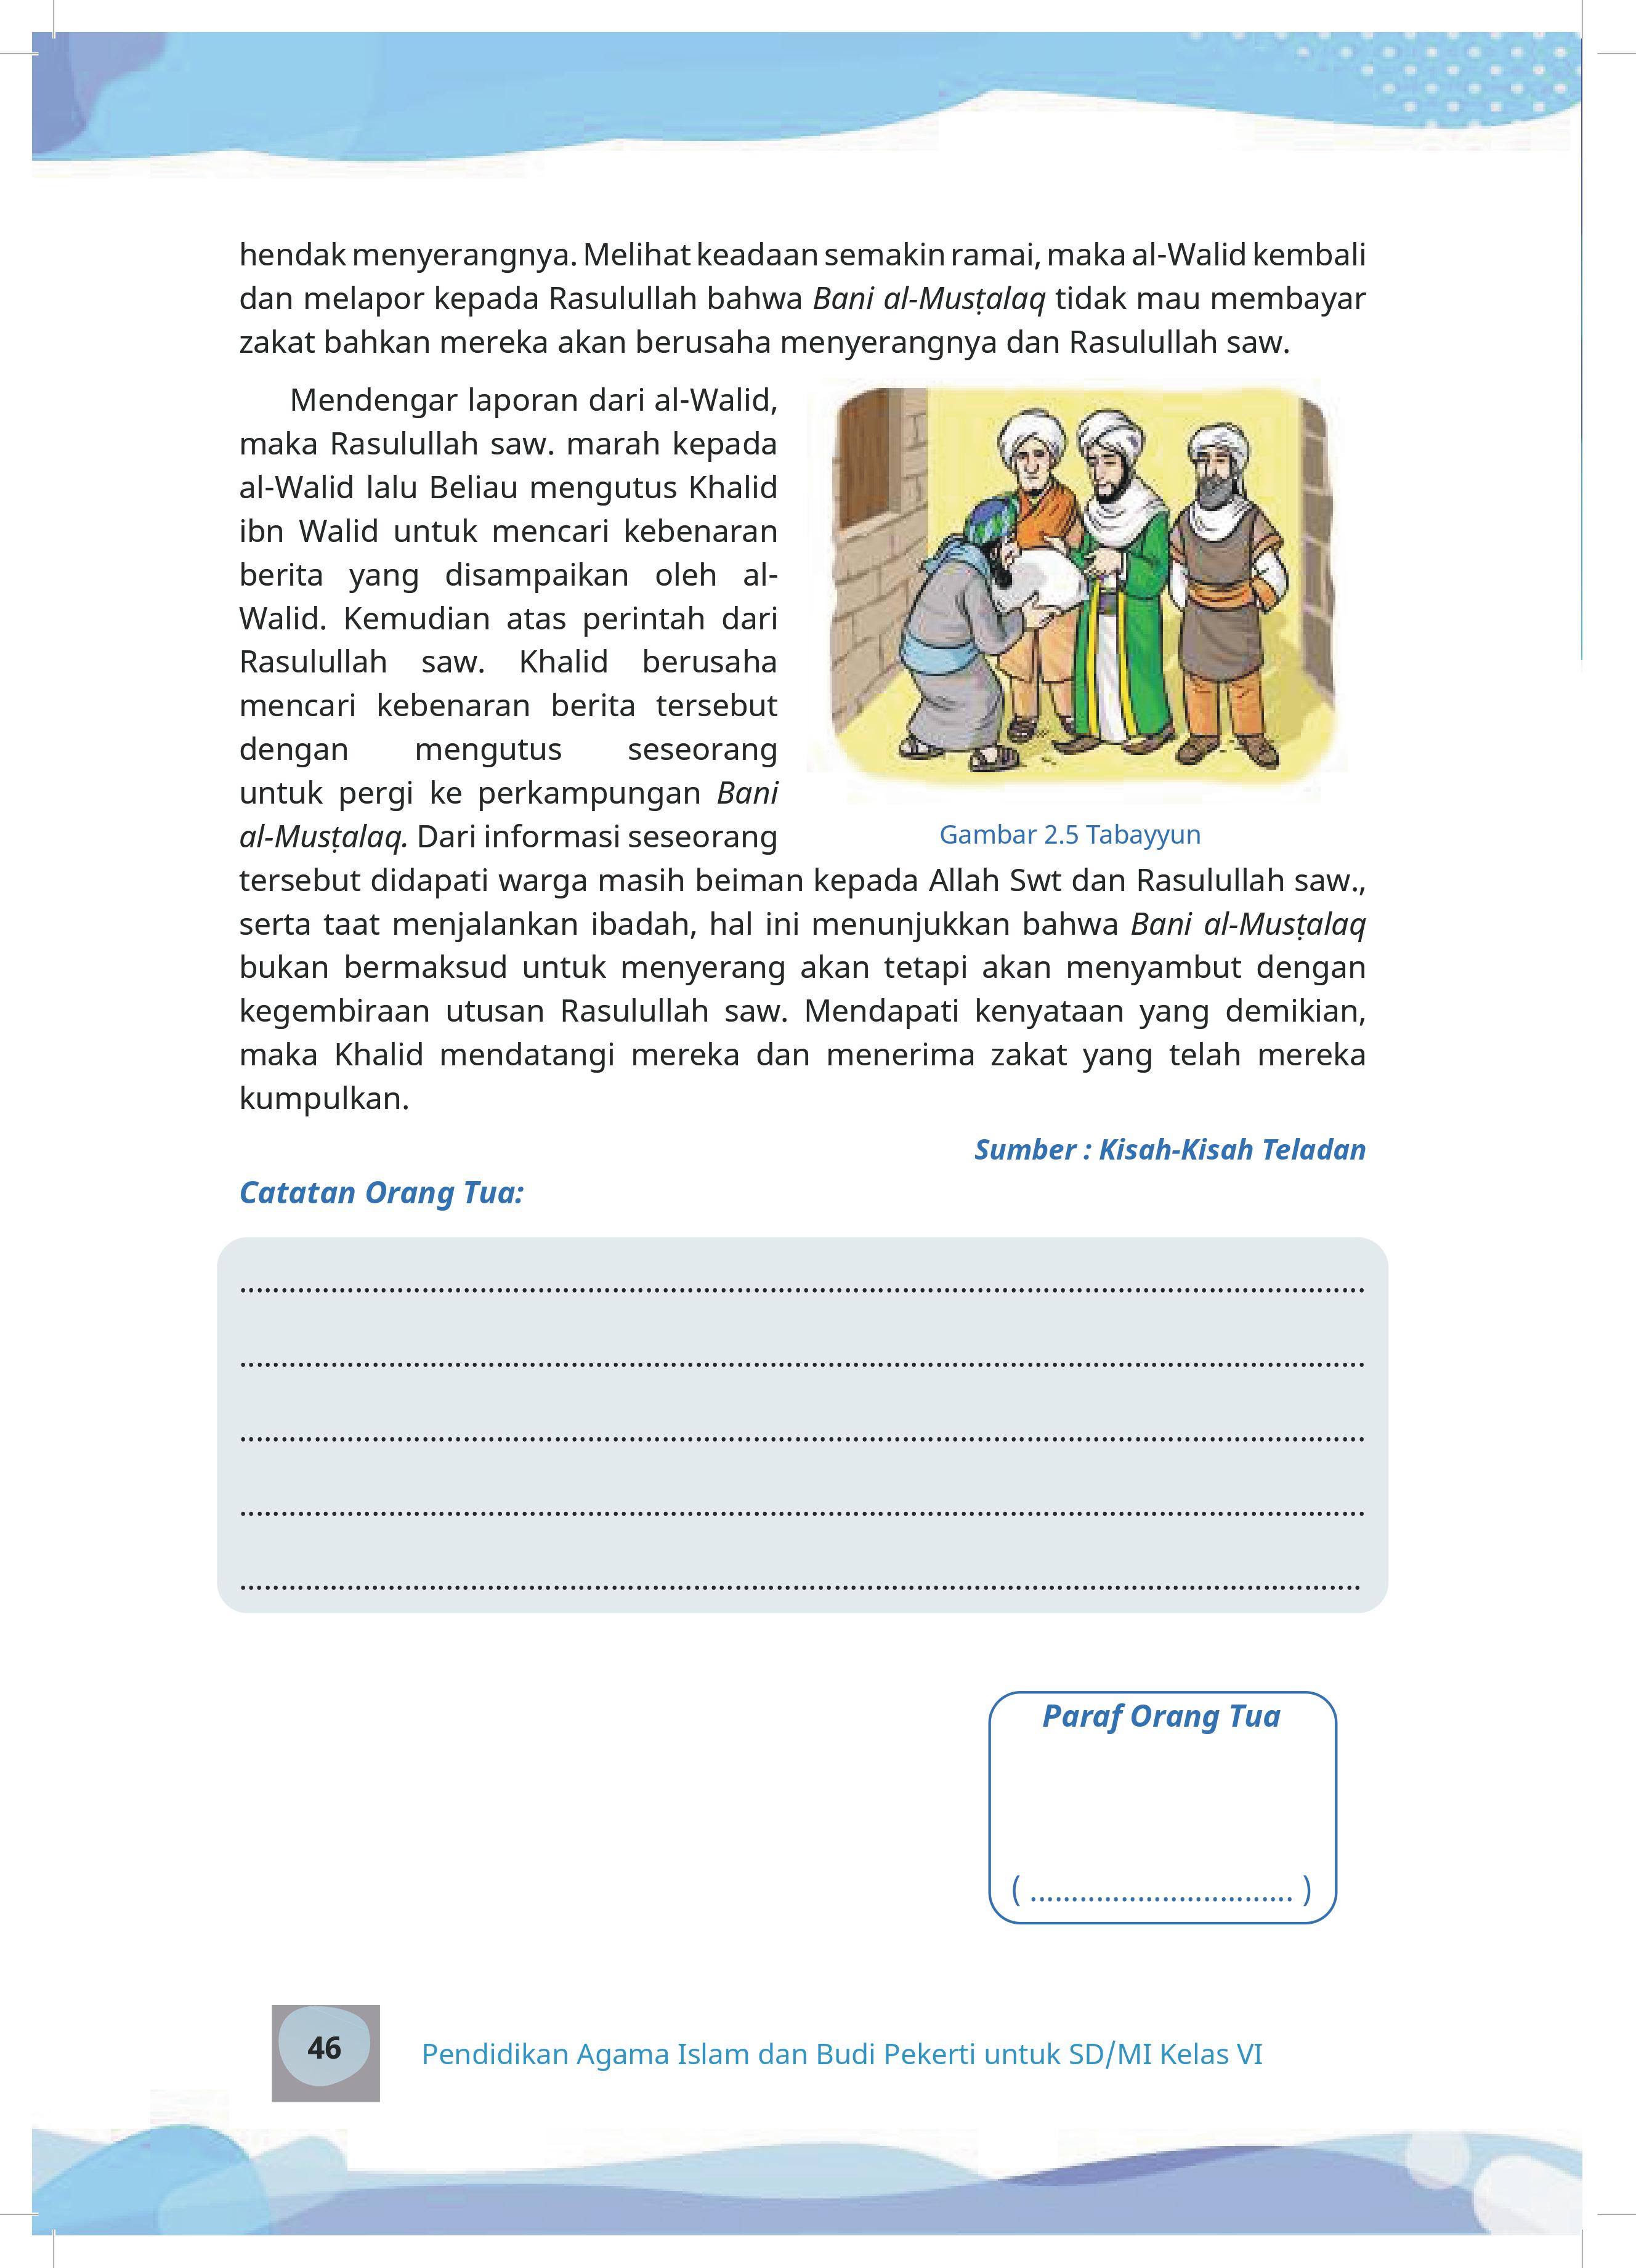 hendak menyerangnya. Melihat keadaan semakin ramai, maka al-Walid kembali
dan melapor kepada Rasulullah bahwa Bani al-Musṭalaq tidak mau membayar
zakat bahkan mereka akan berusaha menyerangnya dan Rasulullah saw.
Mendengar laporan dari al-Walid,
maka Rasulullah saw. marah kepada
al-Walid lalu Beliau mengutus Khalid
ibn Walid untuk mencari kebenaran
berita yang disampaikan oleh al-
Walid. Kemudian atas perintah dari
Rasulullah saw. Khalid berusaha
mencari kebenaran berita tersebut
dengan mengutus seseorang
untuk pergi ke perkampungan Bani
al-Musṭalaq. Dari informasi seseorang
Gambar 2.5 Tabayyun
tersebut didapati warga masih beiman kepada Allah Swt dan Rasulullah saw.,
serta taat menjalankan ibadah, hal ini menunjukkan bahwa Bani al-Musṭalaq
bukan bermaksud untuk menyerang akan tetapi akan menyambut dengan
kegembiraan utusan Rasulullah saw. Mendapati kenyataan yang demikian,
maka Khalid mendatangi mereka dan menerima zakat yang telah mereka
kumpulkan.
Sumber : Kisah-Kisah Teladan
Catatan Orang Tua:
Paraf Orang Tua
( ................................ )
46
Pendidikan Agama Islam dan Budi Pekerti untuk SD/MI Kelas VI